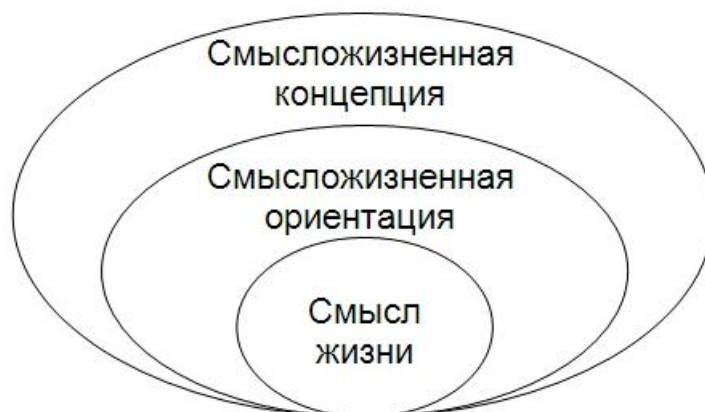 Смысложизненная
концепция
Смысложизненная
ориентация
Смысл
жизни